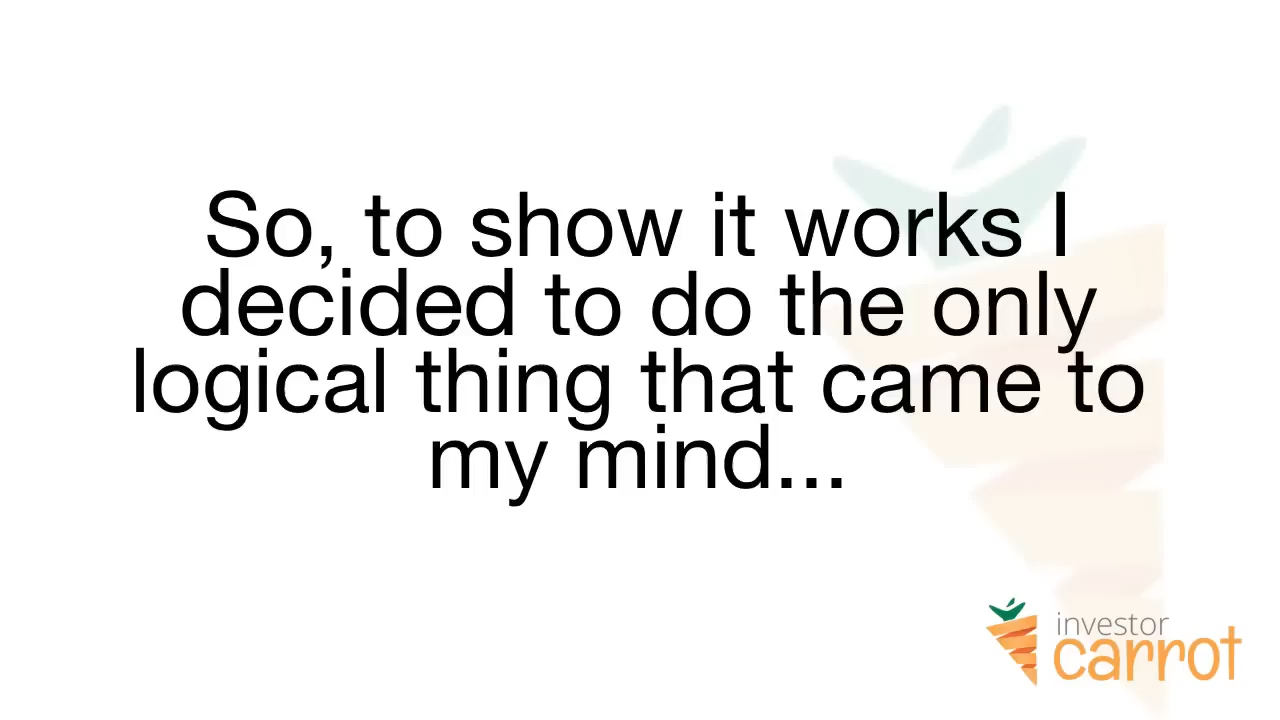 So, to show it works I
decided to do the only
logical thing that came to
my mind...
investor
carrot